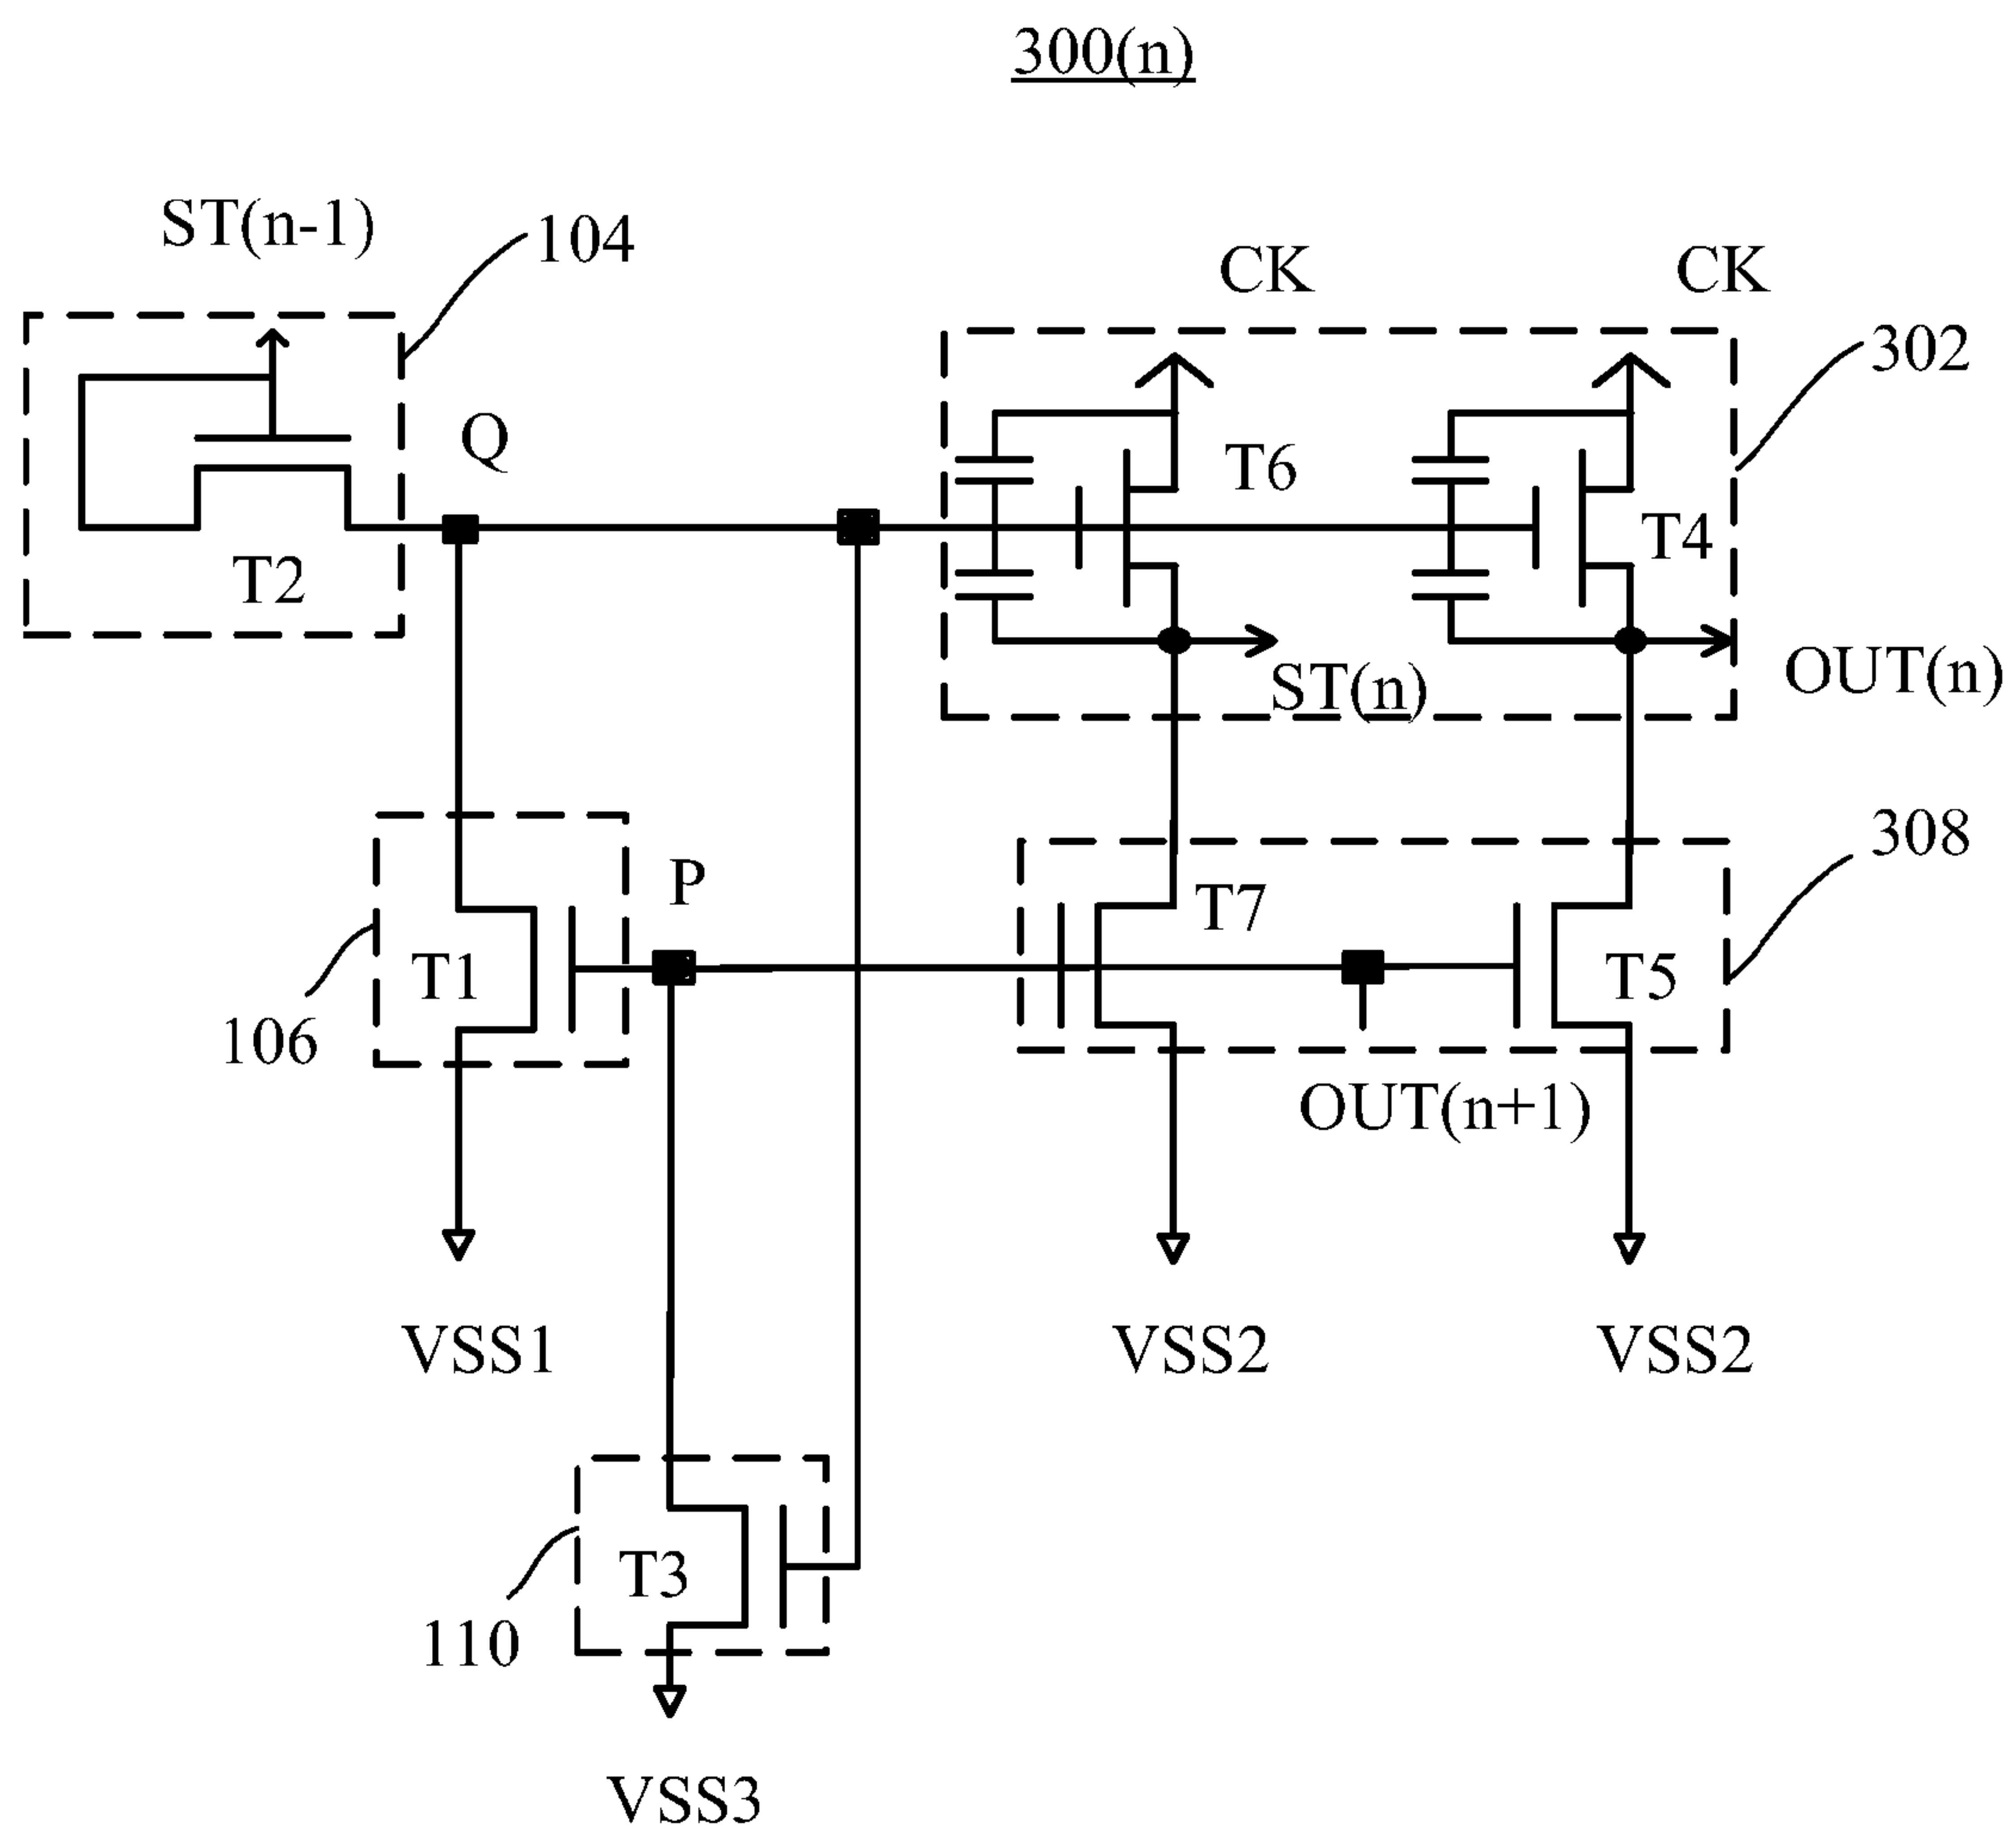 300(n)
ST(n-1)
104
CK
CK
302
Q
T6
T4
T2
ST(n)
OUT(n)
308
P
T7
T1
T5
106
OUT(n+1)
VSS1
VSS2
VSS2
T3
110
VSS3